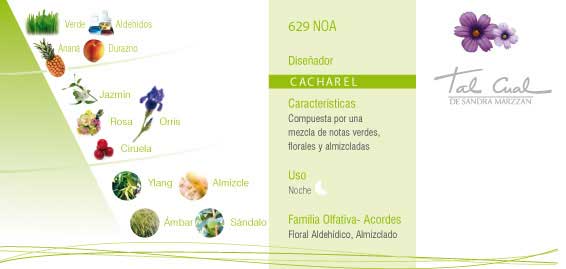 Verde Aldehídos
Ananá Durazno
Jazmín
Rosa Orris
Ciruela
Ylang Almizcle
Ámbar Sándalo
629 NOA
Diseñador
CACHAREL
Características
Compuesta por una
mezcla de notas verdes,
florales y almizcladas
Uso
Noche
Familia Olfativa- Acordes
Floral Aldehídico, Almizclado
Tal Cual
DE SANDRA MARZZAN